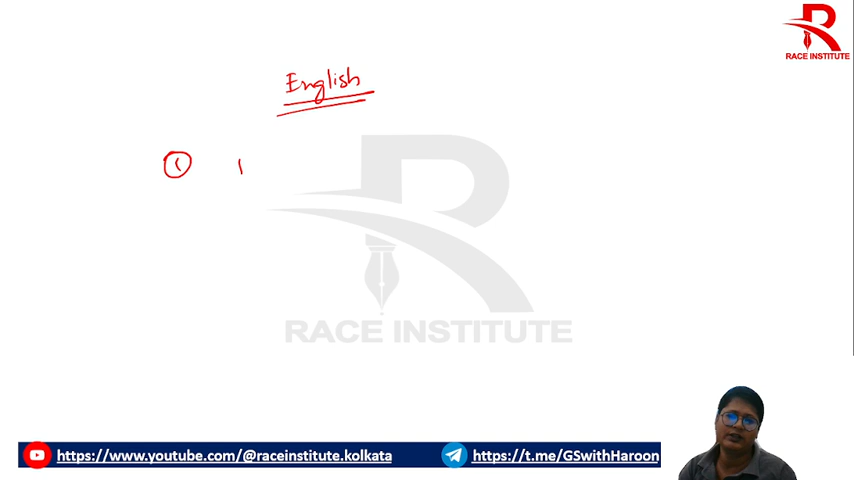 RACE INSTITUTE
English
①
RACE INSTITUTE
https://www.youtube.com/@raceinstitute.kolkata
https://t.me/GSwithHaroon